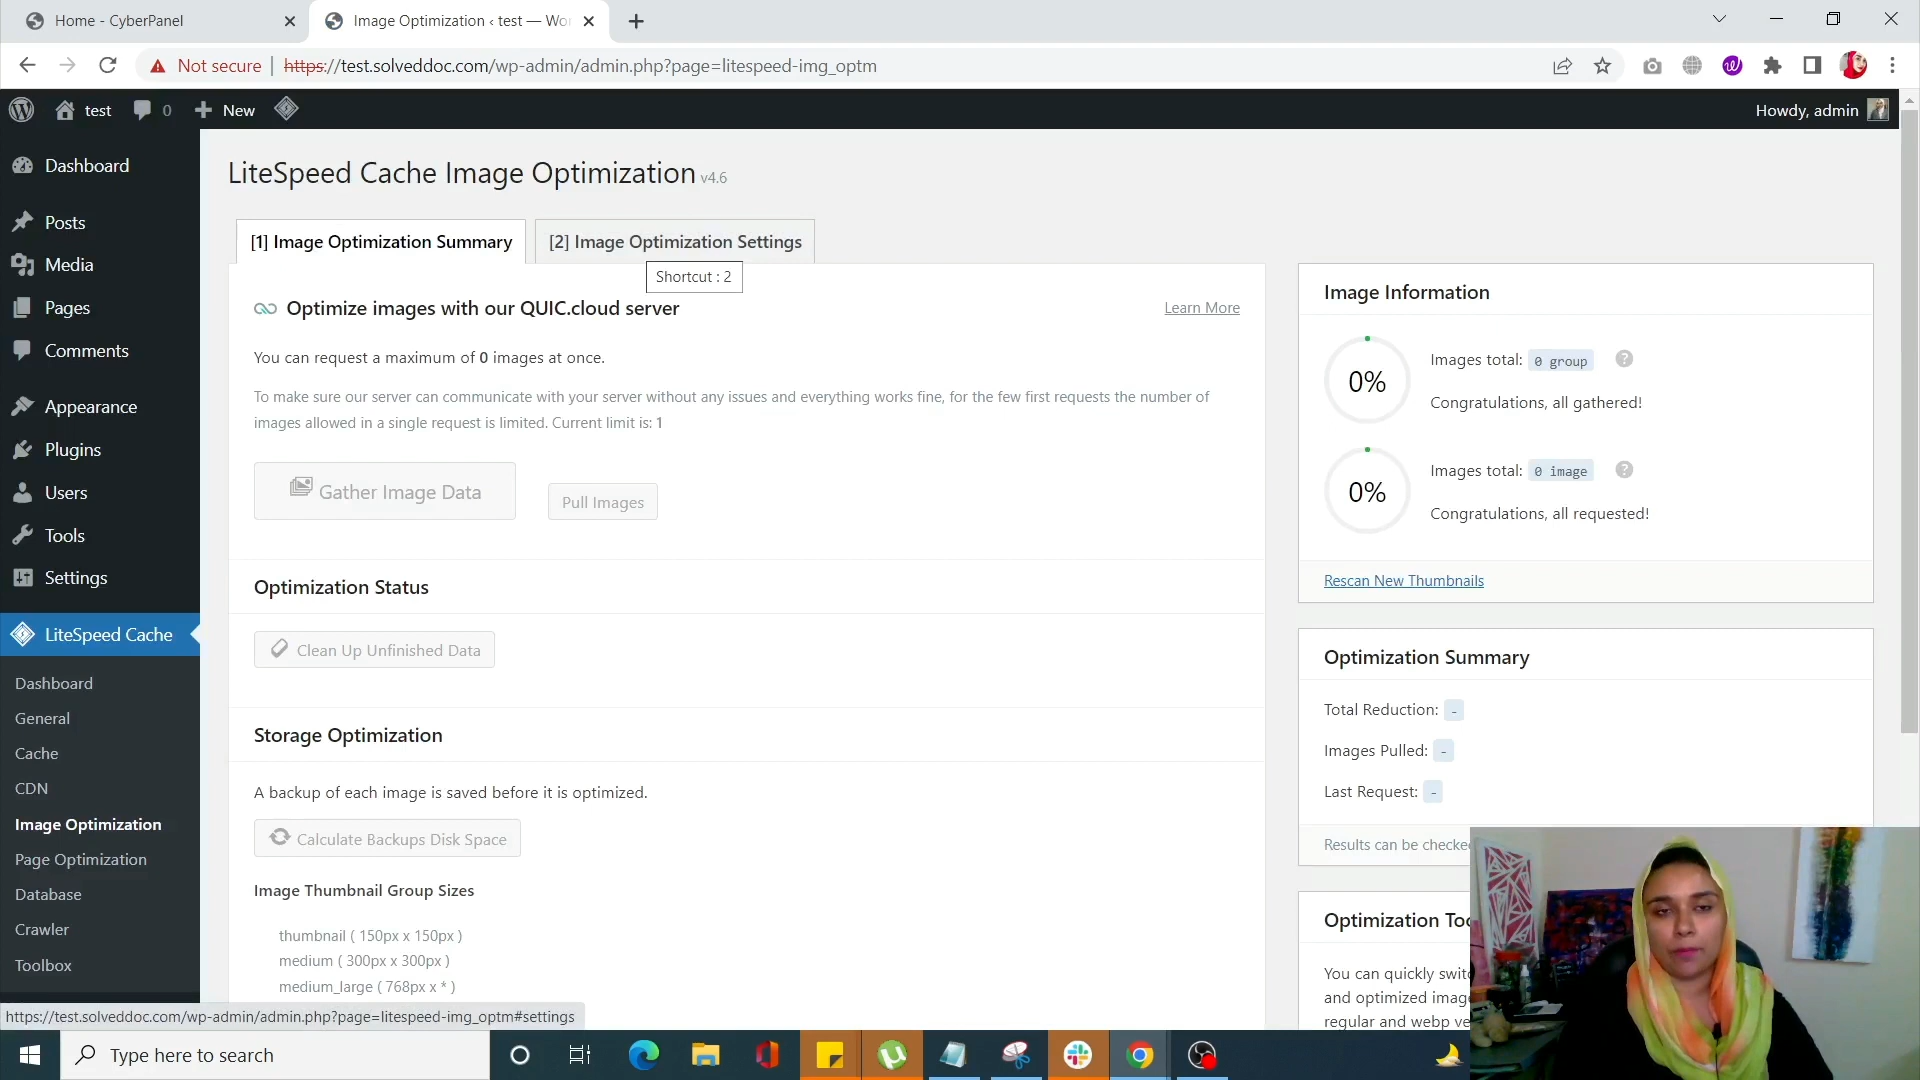 Home - CyberPanel
Image Optimization ‹ test — Wo
Not secure
https://test.solveddoc.com/wp-admin/admin.php?page=litespeed-img_optm
test
0
New
Howdy, admin
Dashboard
Posts
Media
Pages
Comments
Appearance
Plugins
Users
Tools
Settings
LiteSpeed Cache
Dashboard
General
Cache
CDN
Image Optimization
Page Optimization
Database
Crawler
Toolbox
LiteSpeed Cache Image Optimization v4.6
[1] Image Optimization Summary
[2] Image Optimization Settings
Shortcut : 2
Optimize images with our QUIC.cloud server
Learn More
You can request a maximum of 0 images at once.
To make sure our server can communicate with your server without any issues and everything works fine, for the few first requests the number of
images allowed in a single request is limited. Current limit is: 1
Gather Image Data
Pull Images
Optimization Status
Clean Up Unfinished Data
Storage Optimization
A backup of each image is saved before it is optimized.
Calculate Backups Disk Space
Image Thumbnail Group Sizes
thumbnail ( 150px x 150px )
medium ( 300px x 300px )
medium_large ( 768px x * )
Image Information
0%
Images total: 0 group ?
Congratulations, all gathered!
0%
Images total: 0 image ?
Congratulations, all requested!
Rescan New Thumbnails
Optimization Summary
Total Reduction: -
Images Pulled: -
Last Request: -
Results can be checke
Optimization Too
You can quickly switc
and optimized imag
regular and webp ve
https://test.solveddoc.com/wp-admin/admin.php?page=litespeed-img_optm#settings
Type here to search